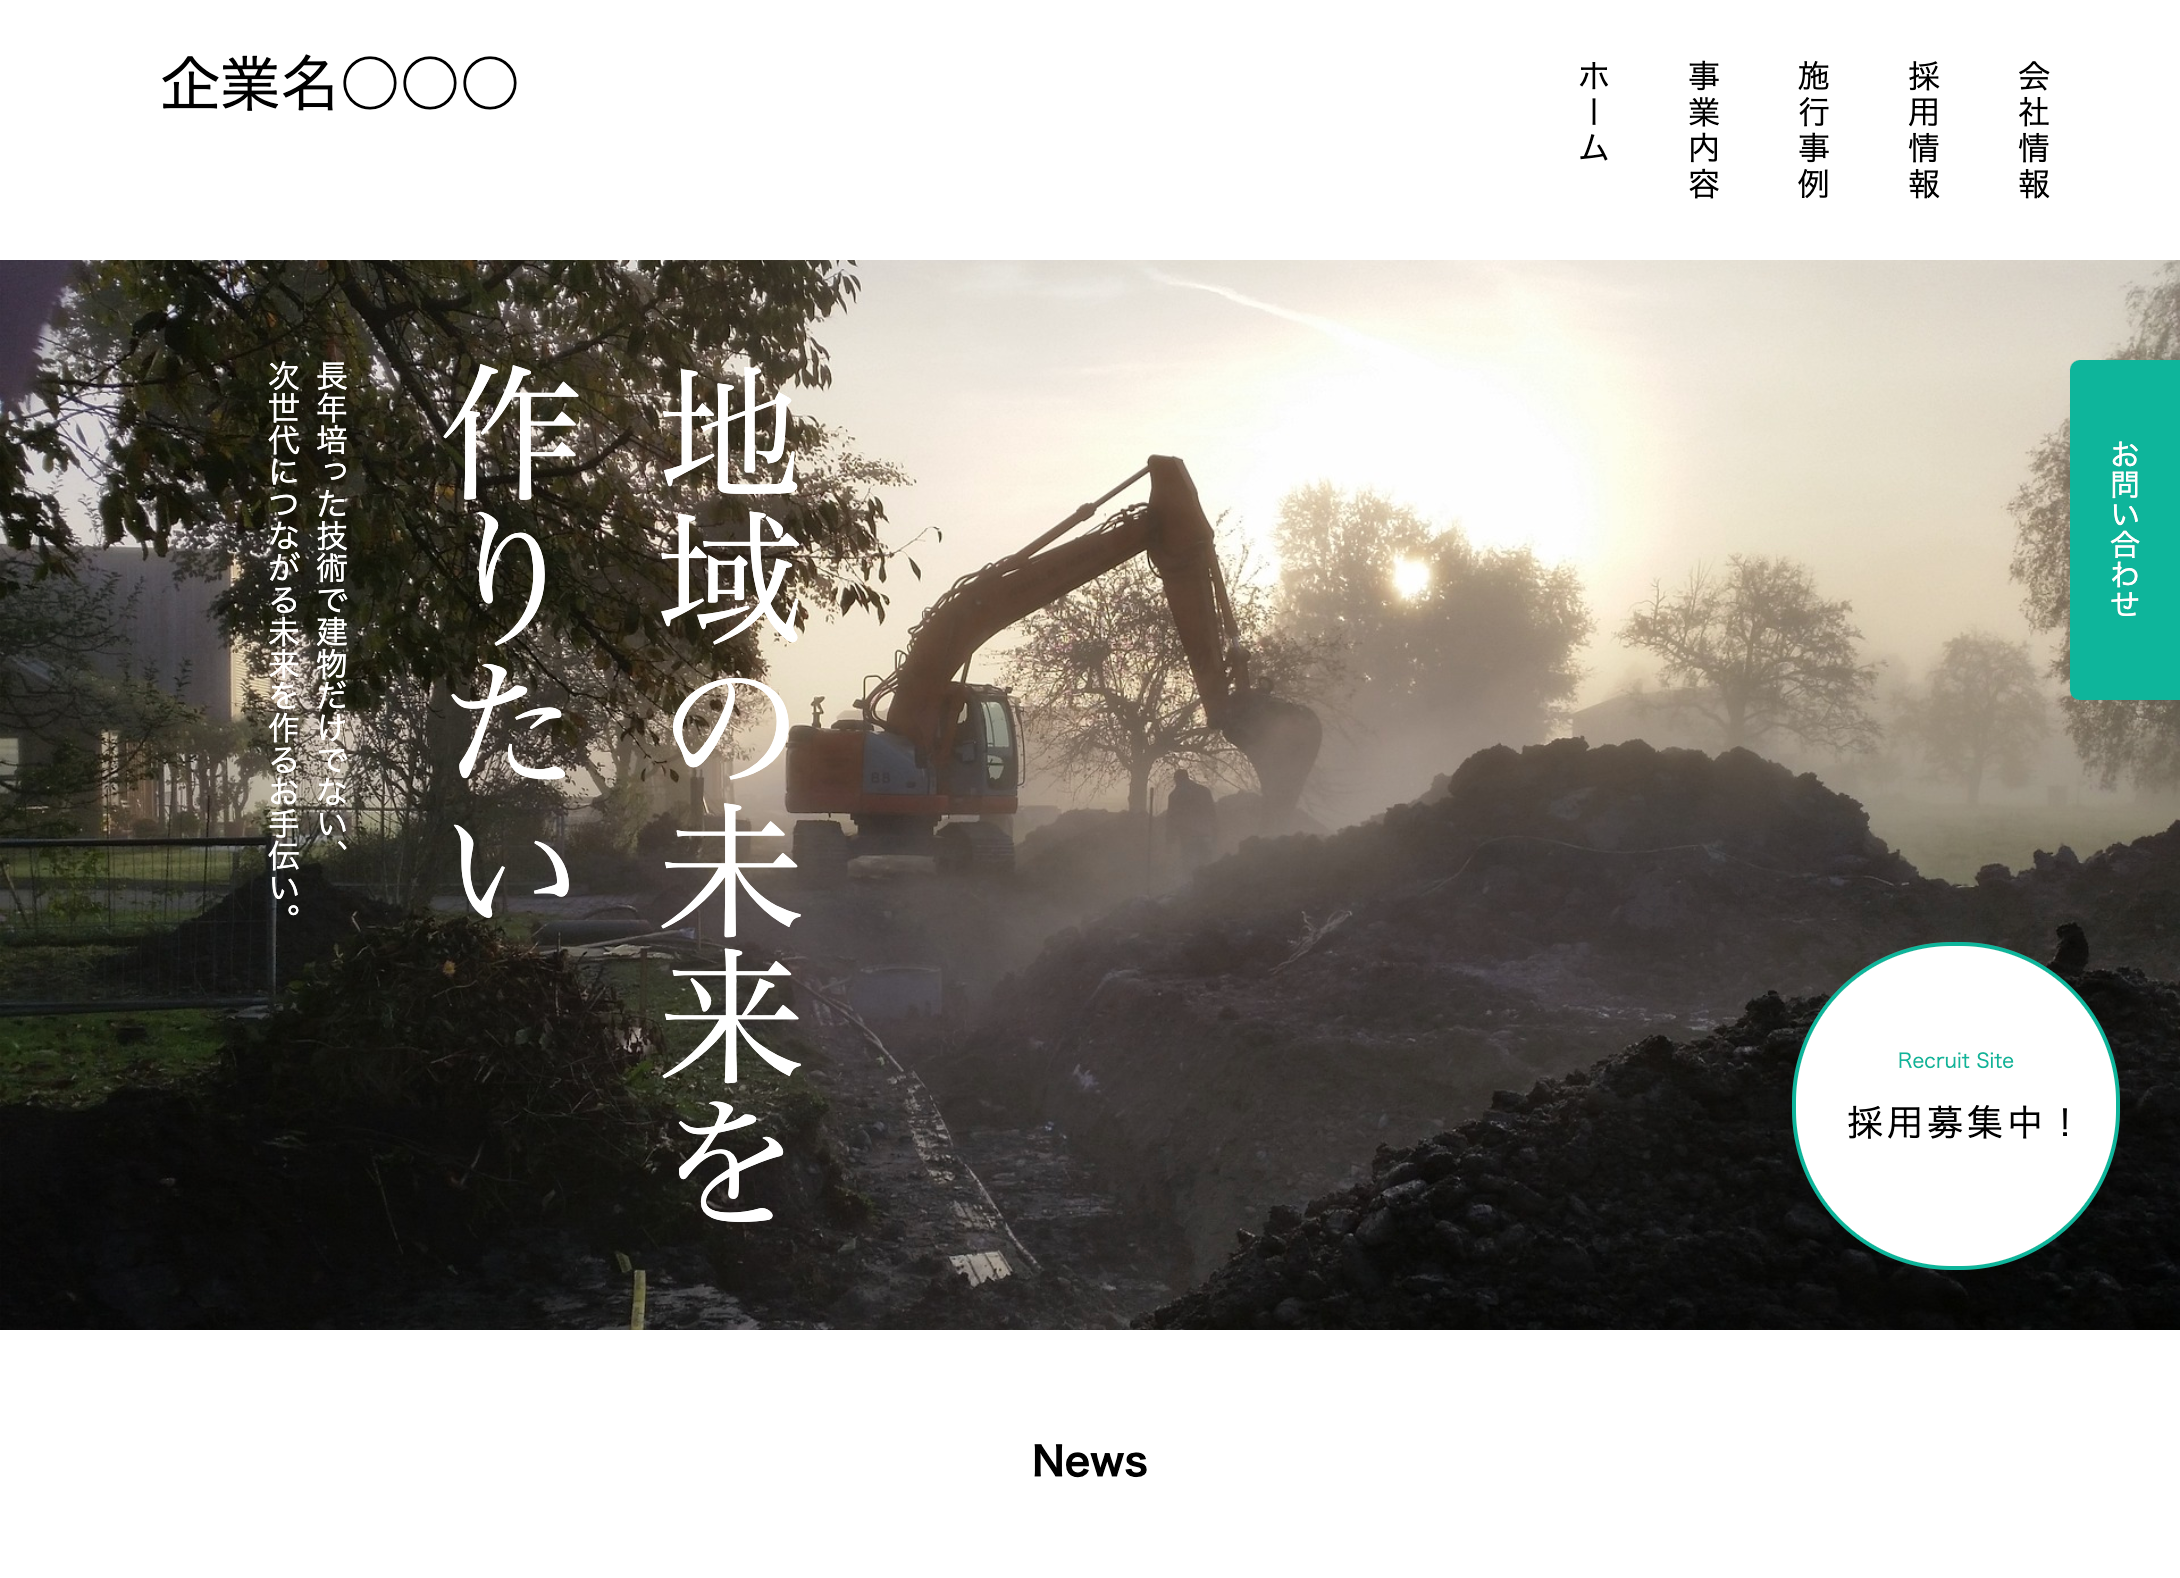 企業名〇〇〇
ホーム
事業内容
施行事例
採用情報
会社情報
地域の未来を
作りたい
長年培った技術で建物だけでない、
次世代につながる未来を作るお手伝い。
お問い合わせ
Recruit Site
採用募集中！
News